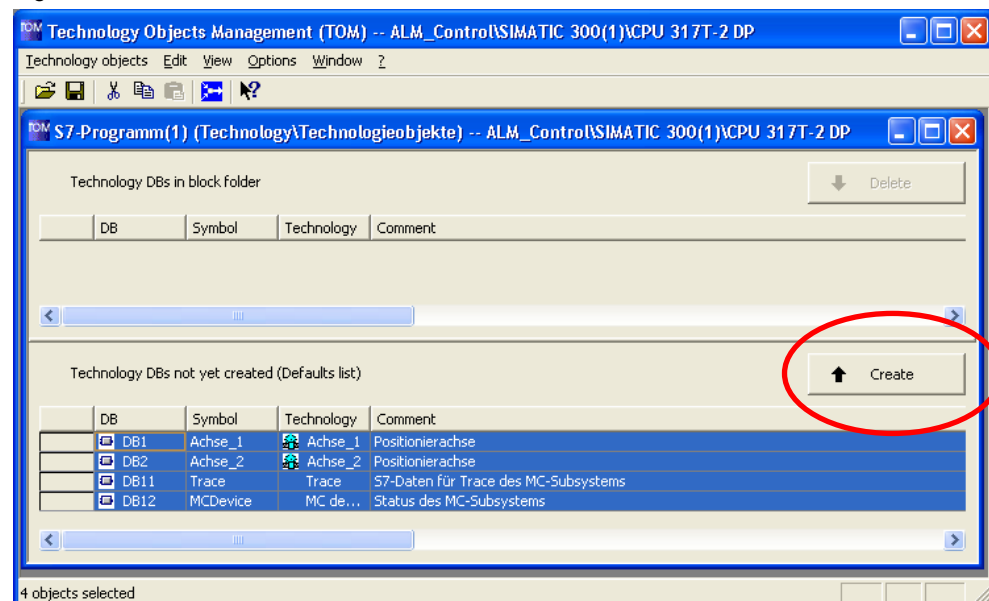 TOM Technology Objects Management (TOM) -- ALM_Control\SIMATIC 300(1)\CPU 317T-2 DP
Technology objects Edit View Options Window ?
TOM S7-Programm(1) (Technology\Technologieobjekte) -- ALM_Control\SIMATIC 300(1)\CPU 317T-2 DP
Technology DBs in block folder Delete
DB Symbol Technology Comment
Technology DBs not yet created (Defaults list) Create
DB Symbol Technology Comment
DB1 Achse_1 Achse_1 Positionierachse
DB2 Achse_2 Achse_2 Positionierachse
DB11 Trace Trace S7-Daten für Trace des MC-Subsystems
DB12 MCDevice MC de... Status des MC-Subsystems
4 objects selected